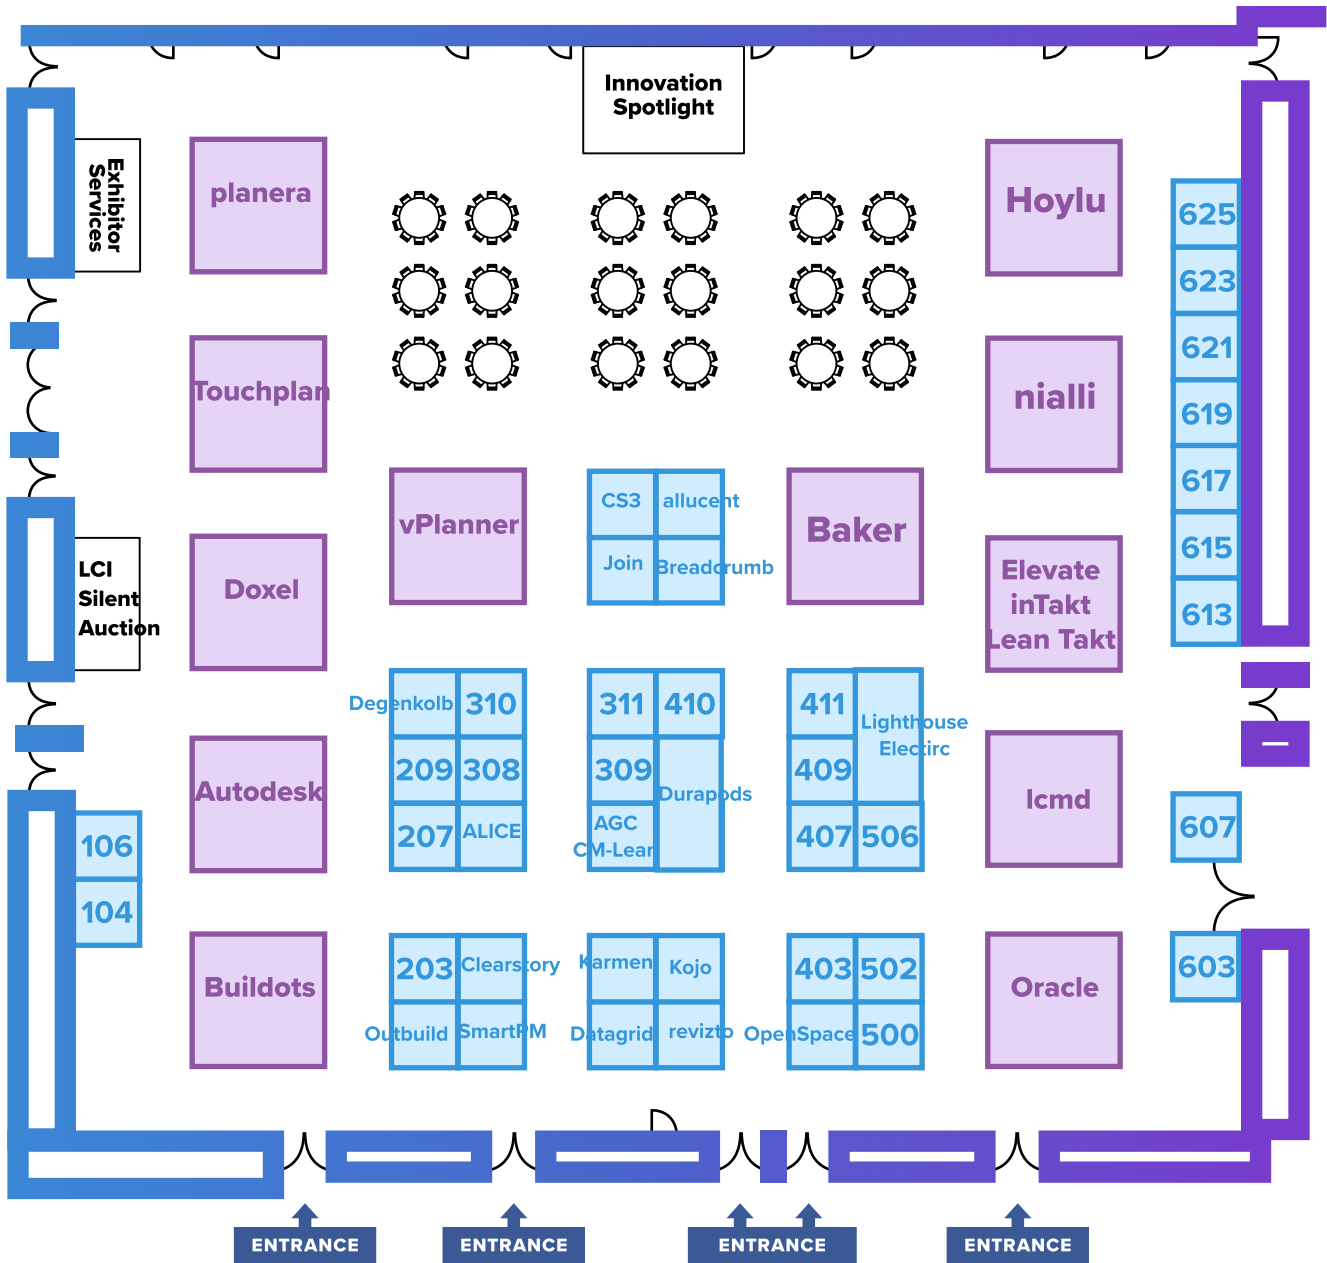 Innovation
Spotlight
Exhibitor
Services
planera
Hoylu
625
623
621
619
617
615
613
Touchplan
nialli
vPlanner
CS3
allucent
Join
Breadcrumb
Baker
LCI
Silent
Auction
Doxel
Elevate
inTakt
Lean Takt
Degenkolb
310
209
308
207
ALICE
311
410
309
Durapods
AGC
CM-Lean
411
Lighthouse
Electirc
409
407
506
Autodesk
lcmd
106
104
607
603
Buildots
203
Clearstory
Outbuild
SmartPM
Karmen
Kojo
Datagrid
revizto
403
502
OpenSpace
500
Oracle
ENTRANCE
ENTRANCE
ENTRANCE
ENTRANCE